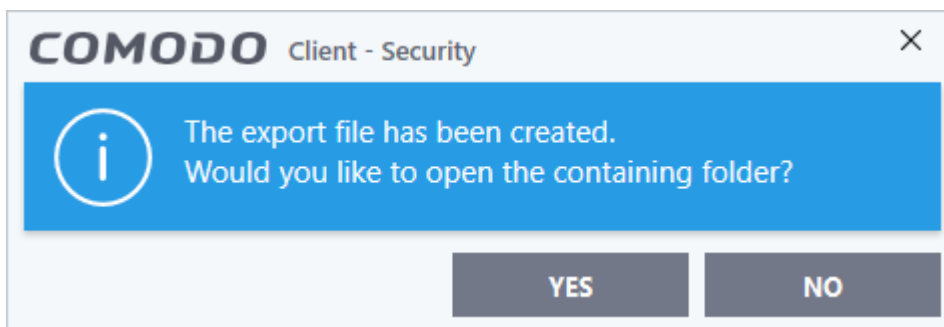 COMODO Client - Security
The export file has been created.
Would you like to open the containing folder?
YES NO